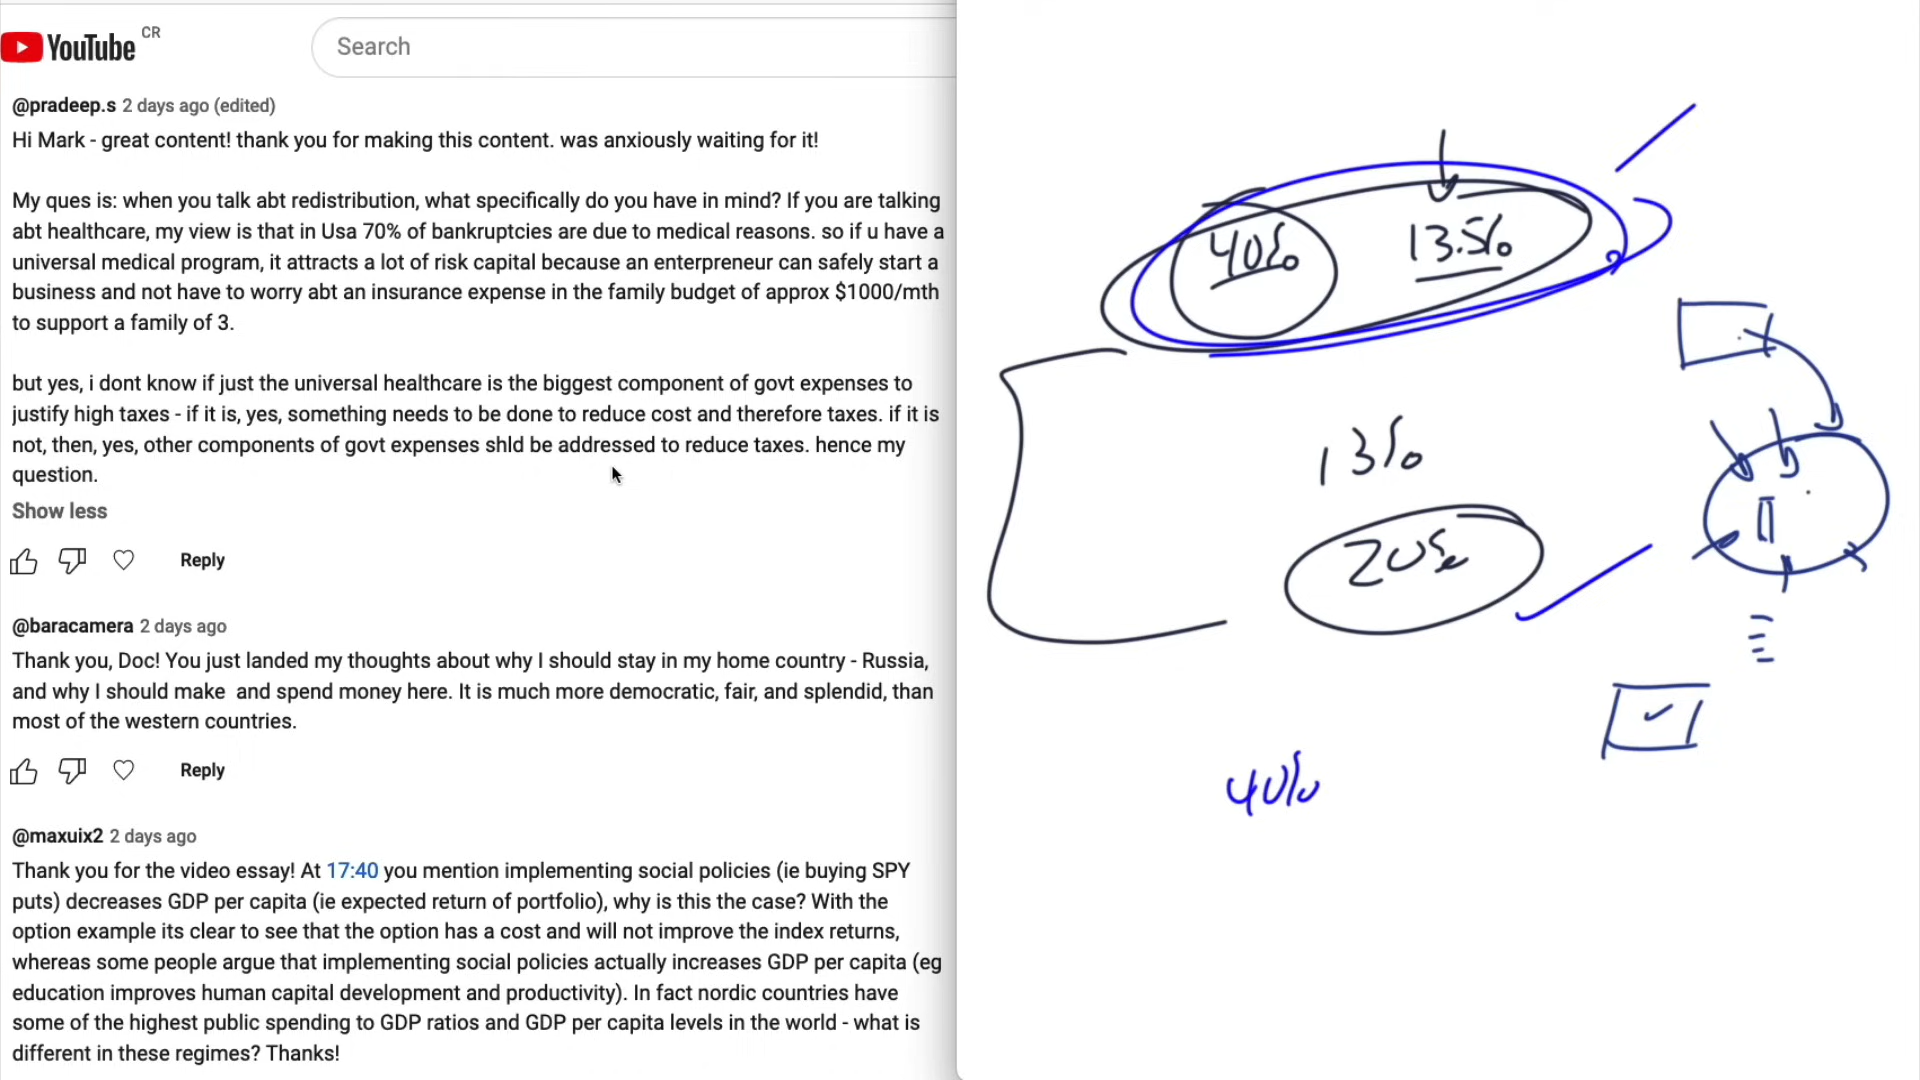 YouTube CR
Search
@pradeep.s 2 days ago (edited)
Hi Mark - great content! thank you for making this content. was anxiously waiting for it!
My ques is: when you talk abt redistribution, what specifically do you have in mind? If you are talking
abt healthcare, my view is that in Usa 70% of bankruptcies are due to medical reasons. so if u have a
universal medical program, it attracts a lot of risk capital because an enterpreneur can safely start a
business and not have to worry abt an insurance expense in the family budget of approx $1000/mth
to support a family of 3.
but yes, i dont know if just the universal healthcare is the biggest component of govt expenses to
justify high taxes - if it is, yes, something needs to be done to reduce cost and therefore taxes. if it is
not, then, yes, other components of govt expenses shld be addressed to reduce taxes. hence my
question.
Show less
Reply
@baracamera 2 days ago
Thank you, Doc! You just landed my thoughts about why I should stay in my home country - Russia,
and why I should make and spend money here. It is much more democratic, fair, and splendid, than
most of the western countries.
Reply
@maxuix2 2 days ago
Thank you for the video essay! At 17:40 you mention implementing social policies (ie buying SPY
puts) decreases GDP per capita (ie expected return of portfolio), why is this the case? With the
option example its clear to see that the option has a cost and will not improve the index returns,
whereas some people argue that implementing social policies actually increases GDP per capita (eg
education improves human capital development and productivity). In fact nordic countries have
some of the highest public spending to GDP ratios and GDP per capita levels in the world - what is
different in these regimes? Thanks!
40% 13.5%
13%
20%
40%